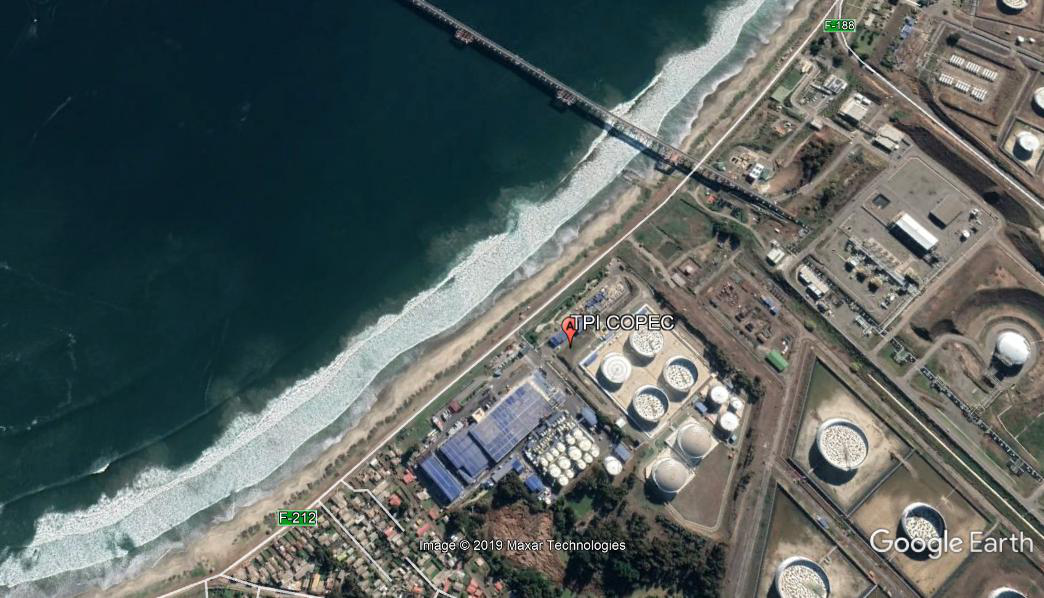 F-188
A
TPI COPEC
F-212
Image © 2019 Maxar Technologies
Google Earth